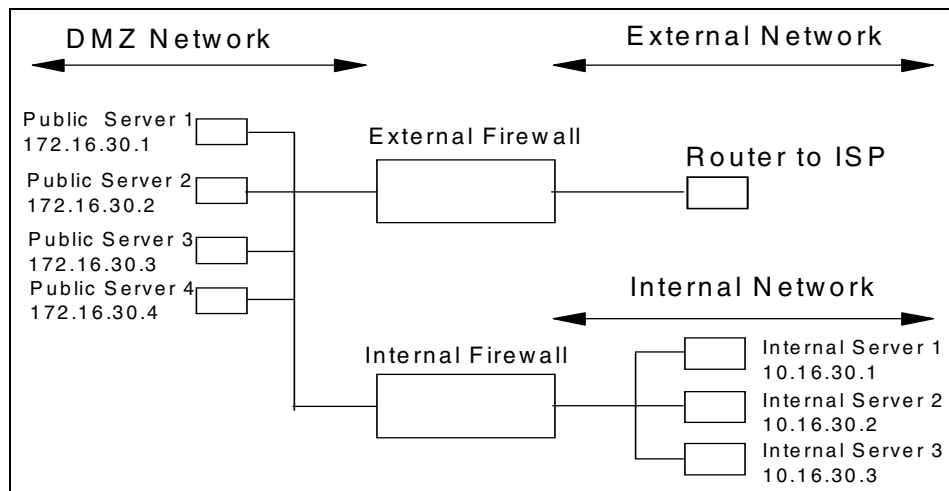 DMZ Network
External Network
Public Server 1
172.16.30.1
External Firewall
Router to ISP
Public Server 2
172.16.30.2
Public Server 3
172.16.30.3
Public Server 4
172.16.30.4
Internal Network
Internal Firewall
Internal Server 1
10.16.30.1
Internal Server 2
10.16.30.2
Internal Server 3
10.16.30.3